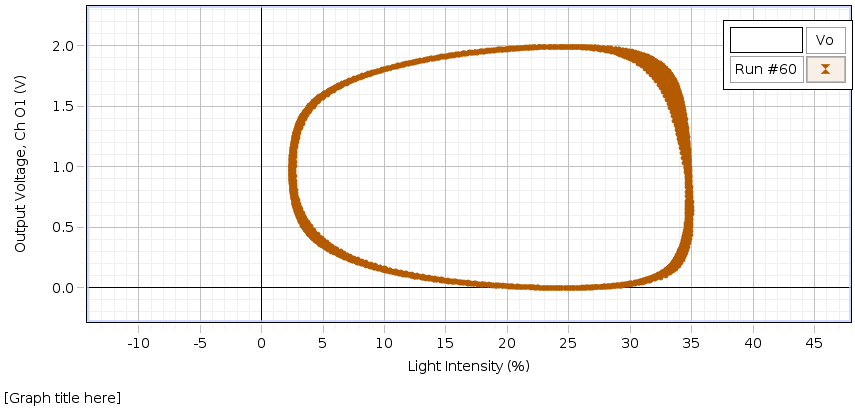 Vo
Run #60
Output Voltage, Ch O1 (V)
2.0
1.5
1.0
0.5
0.0
-10 -5 0 5 10 15 20 25 30 35 40 45
Light Intensity (%)
[Graph title here]